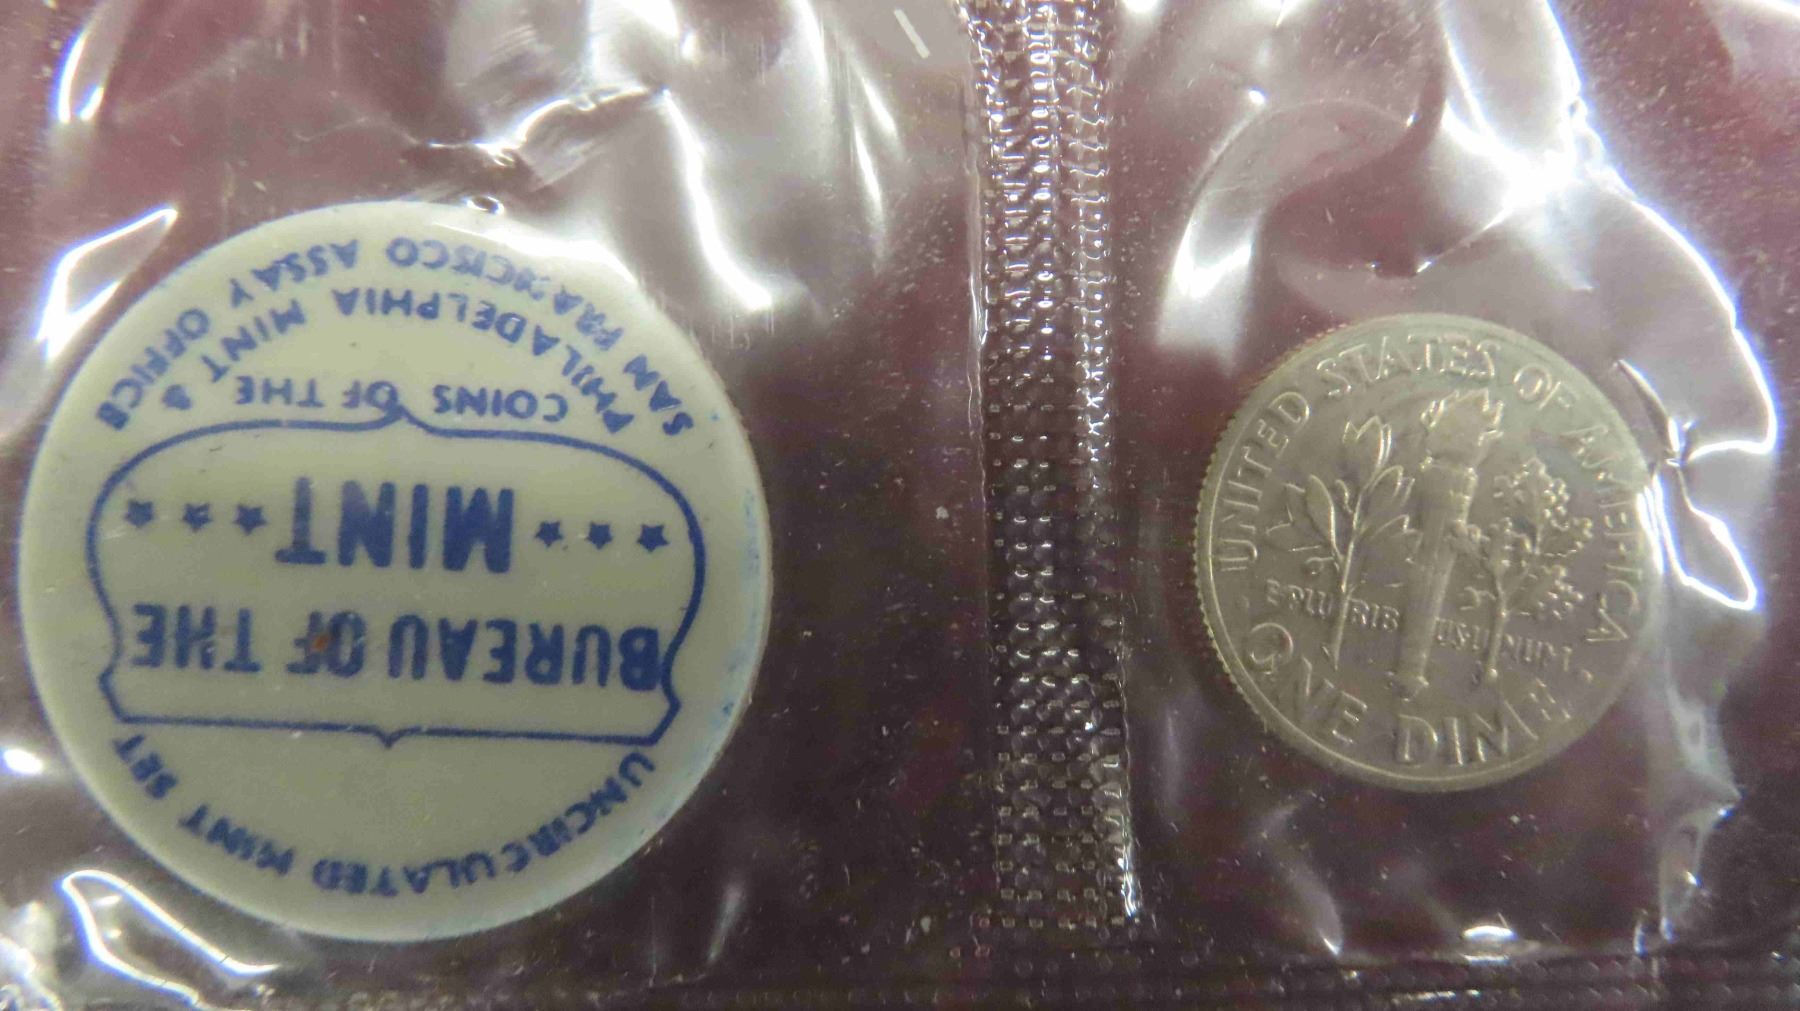 UNCIRCULATED MINT SET
BUREAU OF THE
MINT
COINS OF THE
PHILADELPHIA MINT &
SAN FRANCISCO ASSAY OFFICE
UNITED STATES OF AMERICA
E PLURIBUS UNUM
ONE DIME